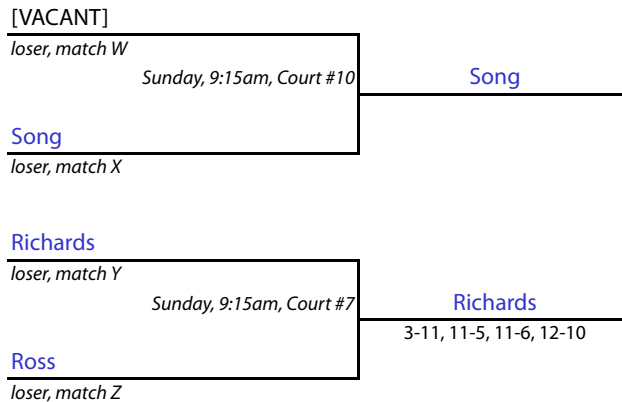 [VACANT]
loser, match W
Sunday, 9:15am, Court #10
Song
Song
loser, match X
Richards
loser, match Y
Sunday, 9:15am, Court #7
Richards
3-11, 11-5, 11-6, 12-10
Ross
loser, match Z